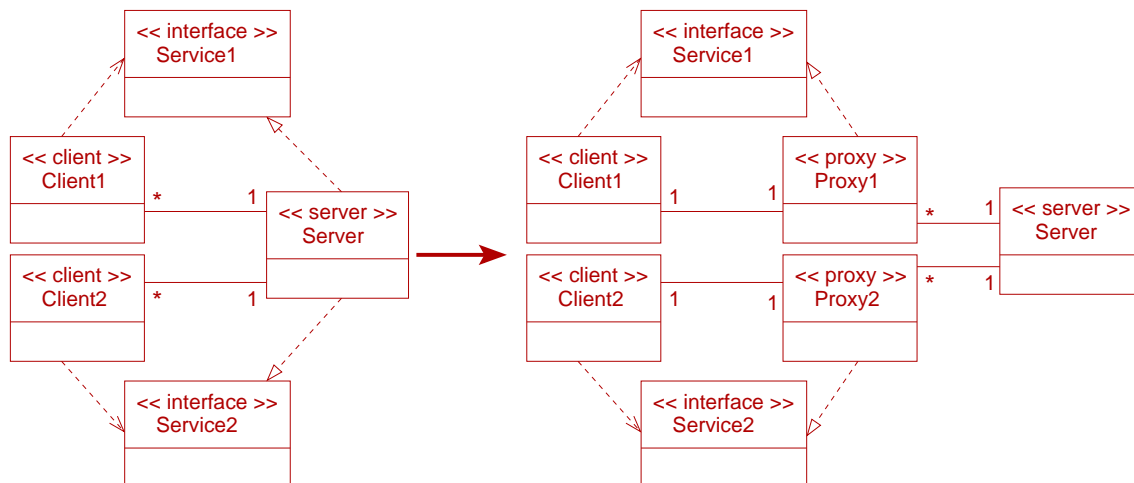 << interface >>
Service1
<< client >>
Client1
* 1
<< server >>
Server
<< client >>
Client2
* 1
<< interface >>
Service2
<< interface >>
Service1
<< client >>
Client1
1 1
<< proxy >>
Proxy1
* 1
<< server >>
Server
<< client >>
Client2
1 1
<< proxy >>
Proxy2
* 1
<< interface >>
Service2